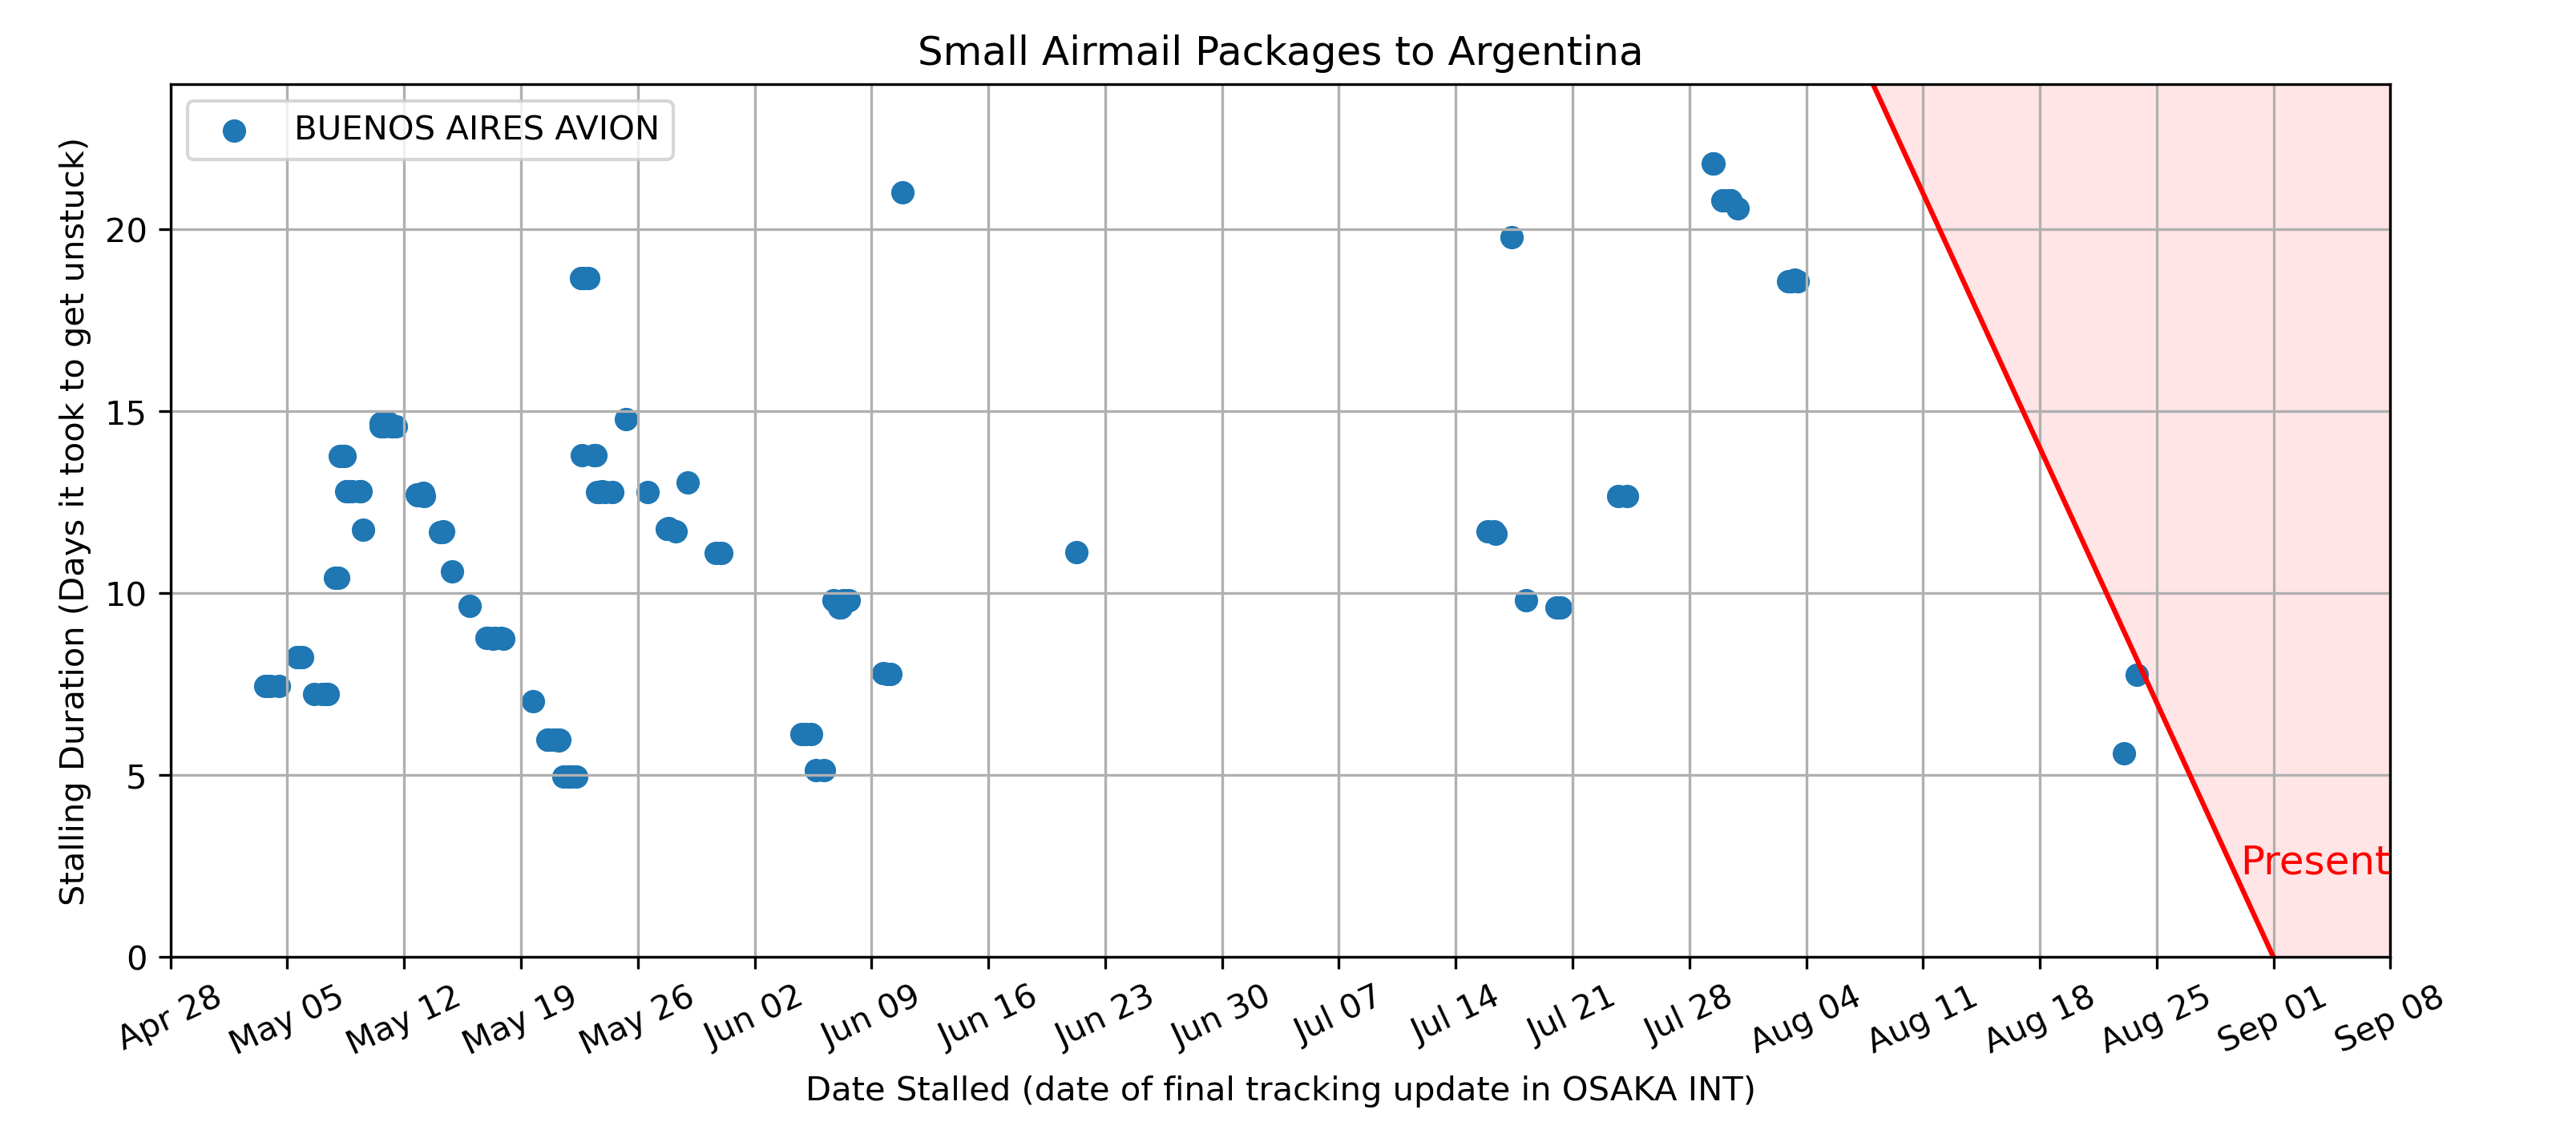 Small Airmail Packages to Argentina
BUENOS AIRES AVION
Stalling Duration (Days it took to get unstuck)
20
15
10
5
0
Present
Apr 28
May 05
May 12
May 19
May 26
Jun 02
Jun 09
Jun 16
Jun 23
Jun 30
Jul 07
Jul 14
Jul 21
Jul 28
Aug 04
Aug 11
Aug 18
Aug 25
Sep 01
Sep 08
Date Stalled (date of final tracking update in OSAKA INT)